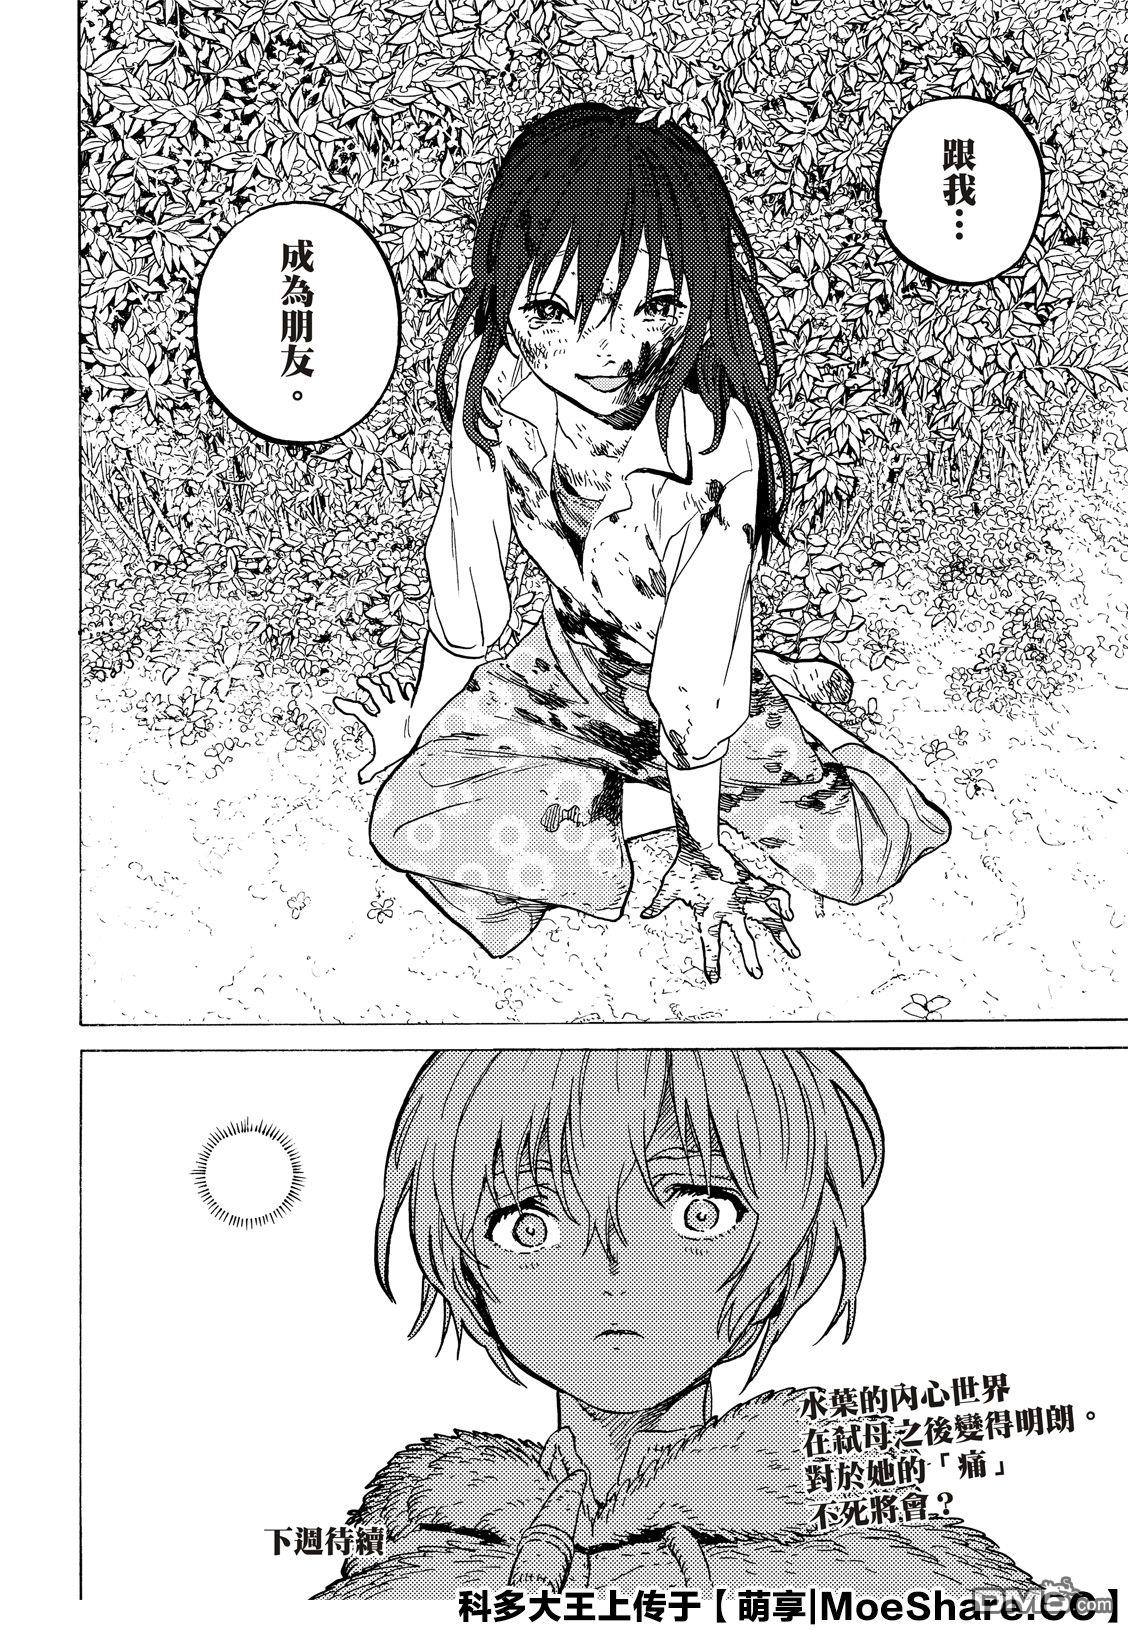 跟我…
成為朋友。
水葉的內心世界
在弒母之後變得明朗。
對於她的「痛」
不死將會？
下週待續
科多大王上传于【萌享|MoeShare.CC】